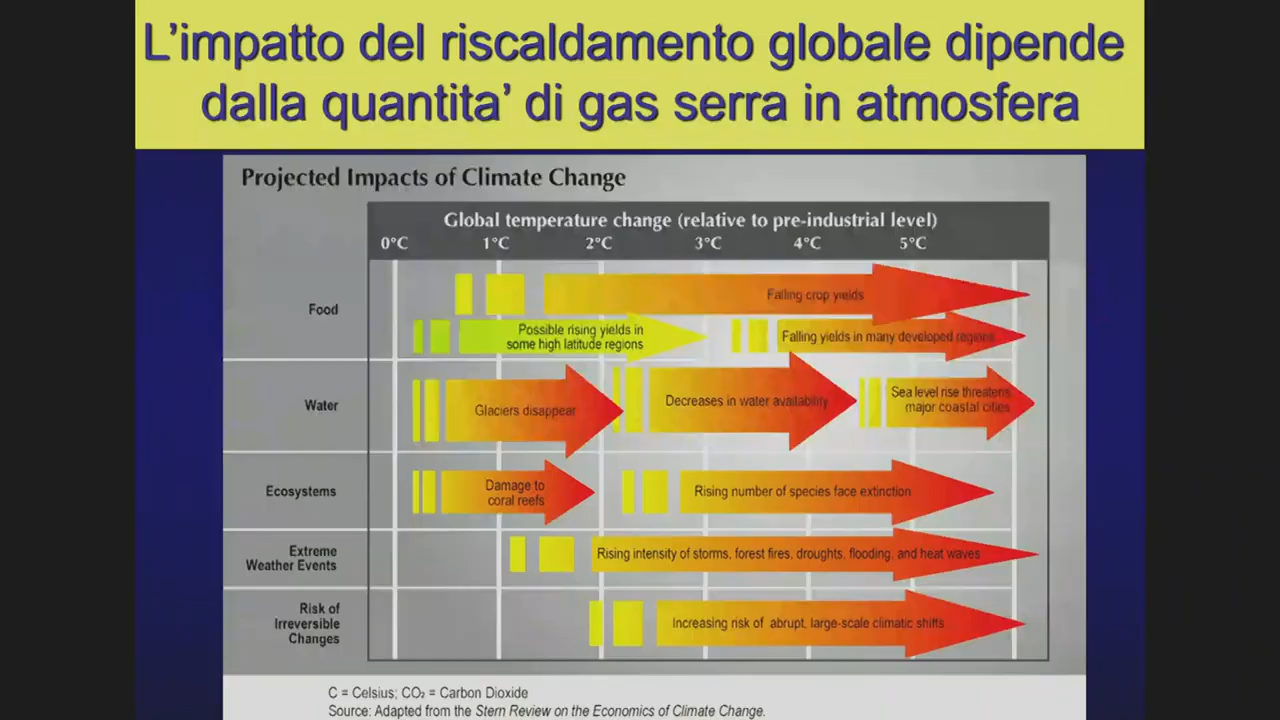 L'impatto del riscaldamento globale dipende
dalla quantita' di gas serra in atmosfera
Projected Impacts of Climate Change
Global temperature change (relative to pre-industrial level)
0°C 1°C 2°C 3°C 4°C 5°C
Food
Falling crop yields
Possible rising yields in
some high latitude regions
Falling yields in many developed regions
Water
Glaciers disappear
Decreases in water availability
Sea level rise threatens
major coastal cities
Ecosystems
Damage to
coral reefs
Rising number of species face extinction
Extreme
Weather Events
Rising intensity of storms, forest fires, droughts, flooding, and heat waves
Risk of
Irreversible
Changes
Increasing risk of abrupt, large-scale climatic shifts
C = Celsius; CO₂ = Carbon Dioxide
Source: Adapted from the Stern Review on the Economics of Climate Change.